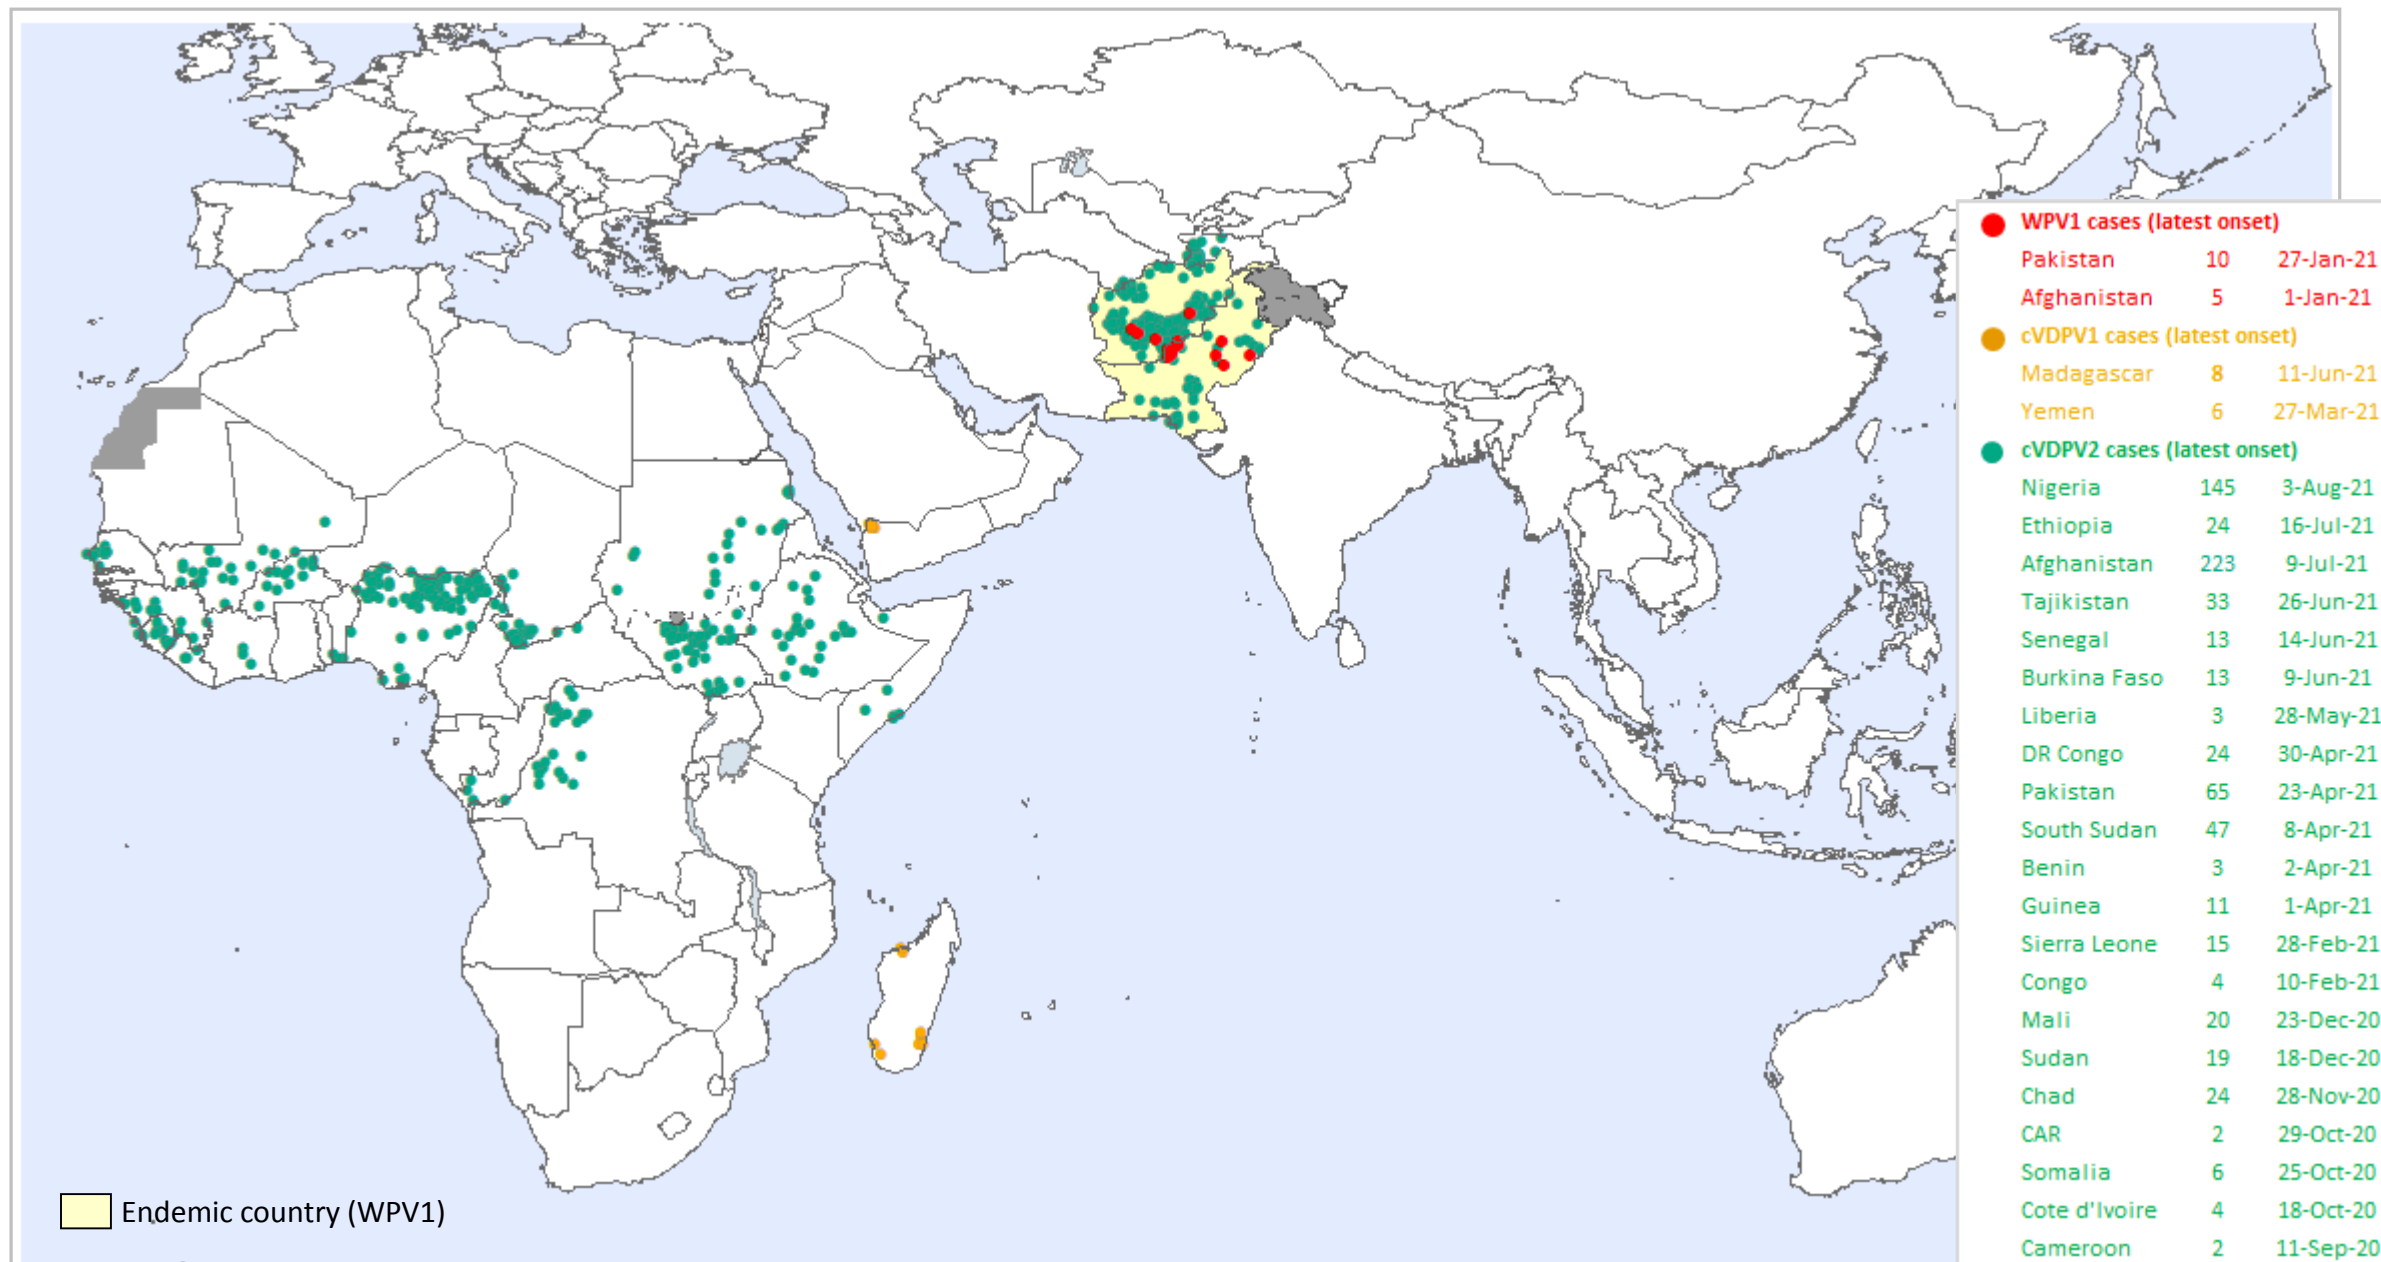 WPV1 cases (latest onset)
Pakistan 10 27-Jan-21
Afghanistan 5 1-Jan-21
cVDPV1 cases (latest onset)
Madagascar 8 11-Jun-21
Yemen 6 27-Mar-21
cVDPV2 cases (latest onset)
Nigeria 145 3-Aug-21
Ethiopia 24 16-Jul-21
Afghanistan 223 9-Jul-21
Tajikistan 33 26-Jun-21
Senegal 13 14-Jun-21
Burkina Faso 13 9-Jun-21
Liberia 3 28-May-21
DR Congo 24 30-Apr-21
Pakistan 65 23-Apr-21
South Sudan 47 8-Apr-21
Benin 3 2-Apr-21
Guinea 11 1-Apr-21
Sierra Leone 15 28-Feb-21
Congo 4 10-Feb-21
Mali 20 23-Dec-20
Sudan 19 18-Dec-20
Chad 24 28-Nov-20
CAR 2 29-Oct-20
Somalia 6 25-Oct-20
Cote d'Ivoire 4 18-Oct-20
Cameroon 2 11-Sep-20
Endemic country (WPV1)